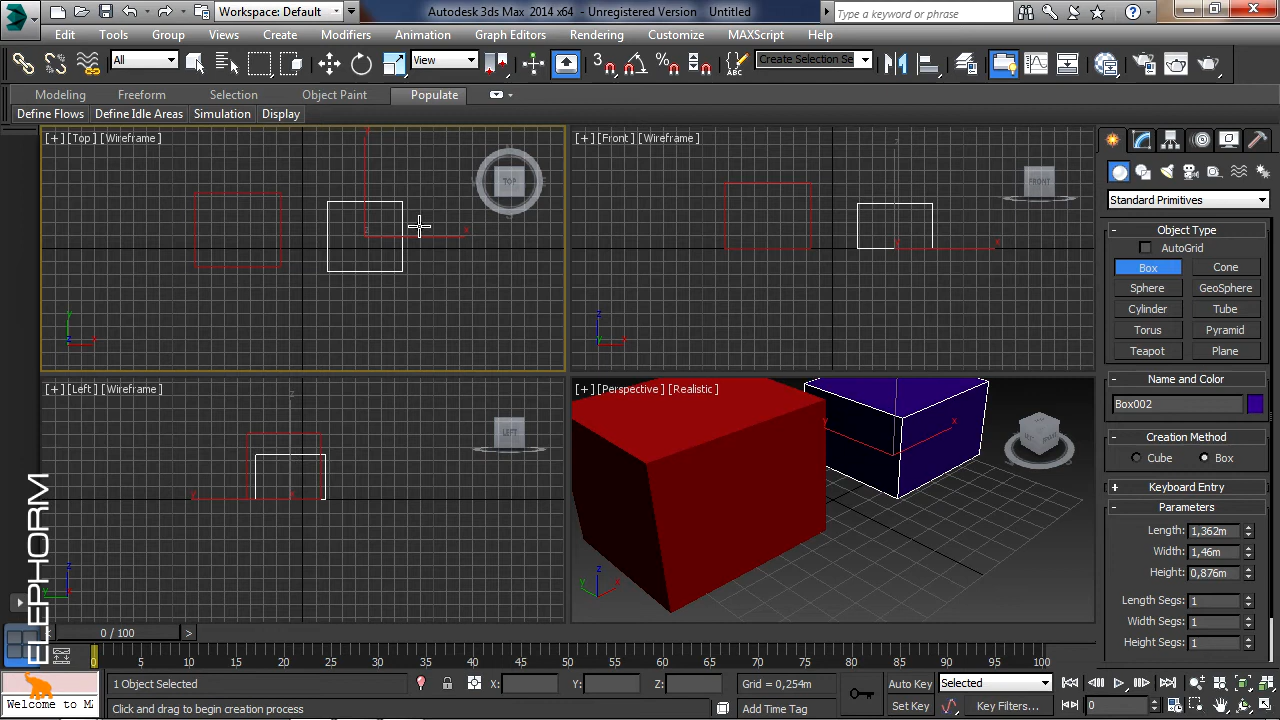 Workspace: Default
Autodesk 3ds Max 2014 x64 - Unregistered Version Untitled
Type a keyword or phrase
Edit Tools Group Views Create Modifiers Animation Graph Editors Rendering Customize MAXScript Help
All
View
3
Create Selection Se
Modeling Freeform Selection Object Paint Populate
Define Flows Define Idle Areas Simulation Display
[+] [Top] [Wireframe]
TOP
[+] [Front] [Wireframe]
FRONT
[+] [Left] [Wireframe]
LEFT
[+] [Perspective] [Realistic]
Standard Primitives
- Object Type
AutoGrid
Box Cone
Sphere GeoSphere
Cylinder Tube
Torus Pyramid
Teapot Plane
- Name and Color
Box002
- Creation Method
Cube Box
+ Keyboard Entry
- Parameters
Length: 1,362m
Width: 1,46m
Height: 0,876m
Length Segs: 1
Width Segs: 1
Height Segs: 1
ELEPHORM
< 0 / 100 >
0 5 10 15 20 25 30 35 40 45 50 55 60 65 70 75 80 85 90 95 100
1 Object Selected
X: Y: Z:
Grid = 0,254m
Auto Key
Selected
Welcome to M
Click and drag to begin creation process
Add Time Tag
Set Key
Key Filters...
0